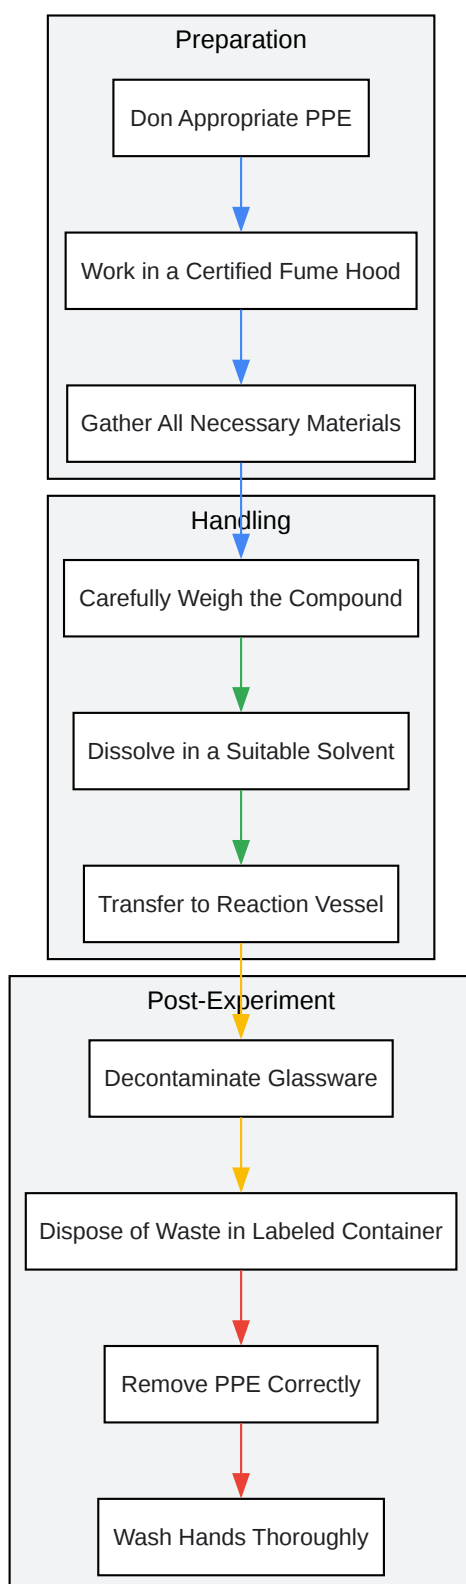 Preparation
Don Appropriate PPE
Work in a Certified Fume Hood
Gather All Necessary Materials
Handling
Carefully Weigh the Compound
Dissolve in a Suitable Solvent
Transfer to Reaction Vessel
Post-Experiment
Decontaminate Glassware
Dispose of Waste in Labeled Container
Remove PPE Correctly
Wash Hands Thoroughly